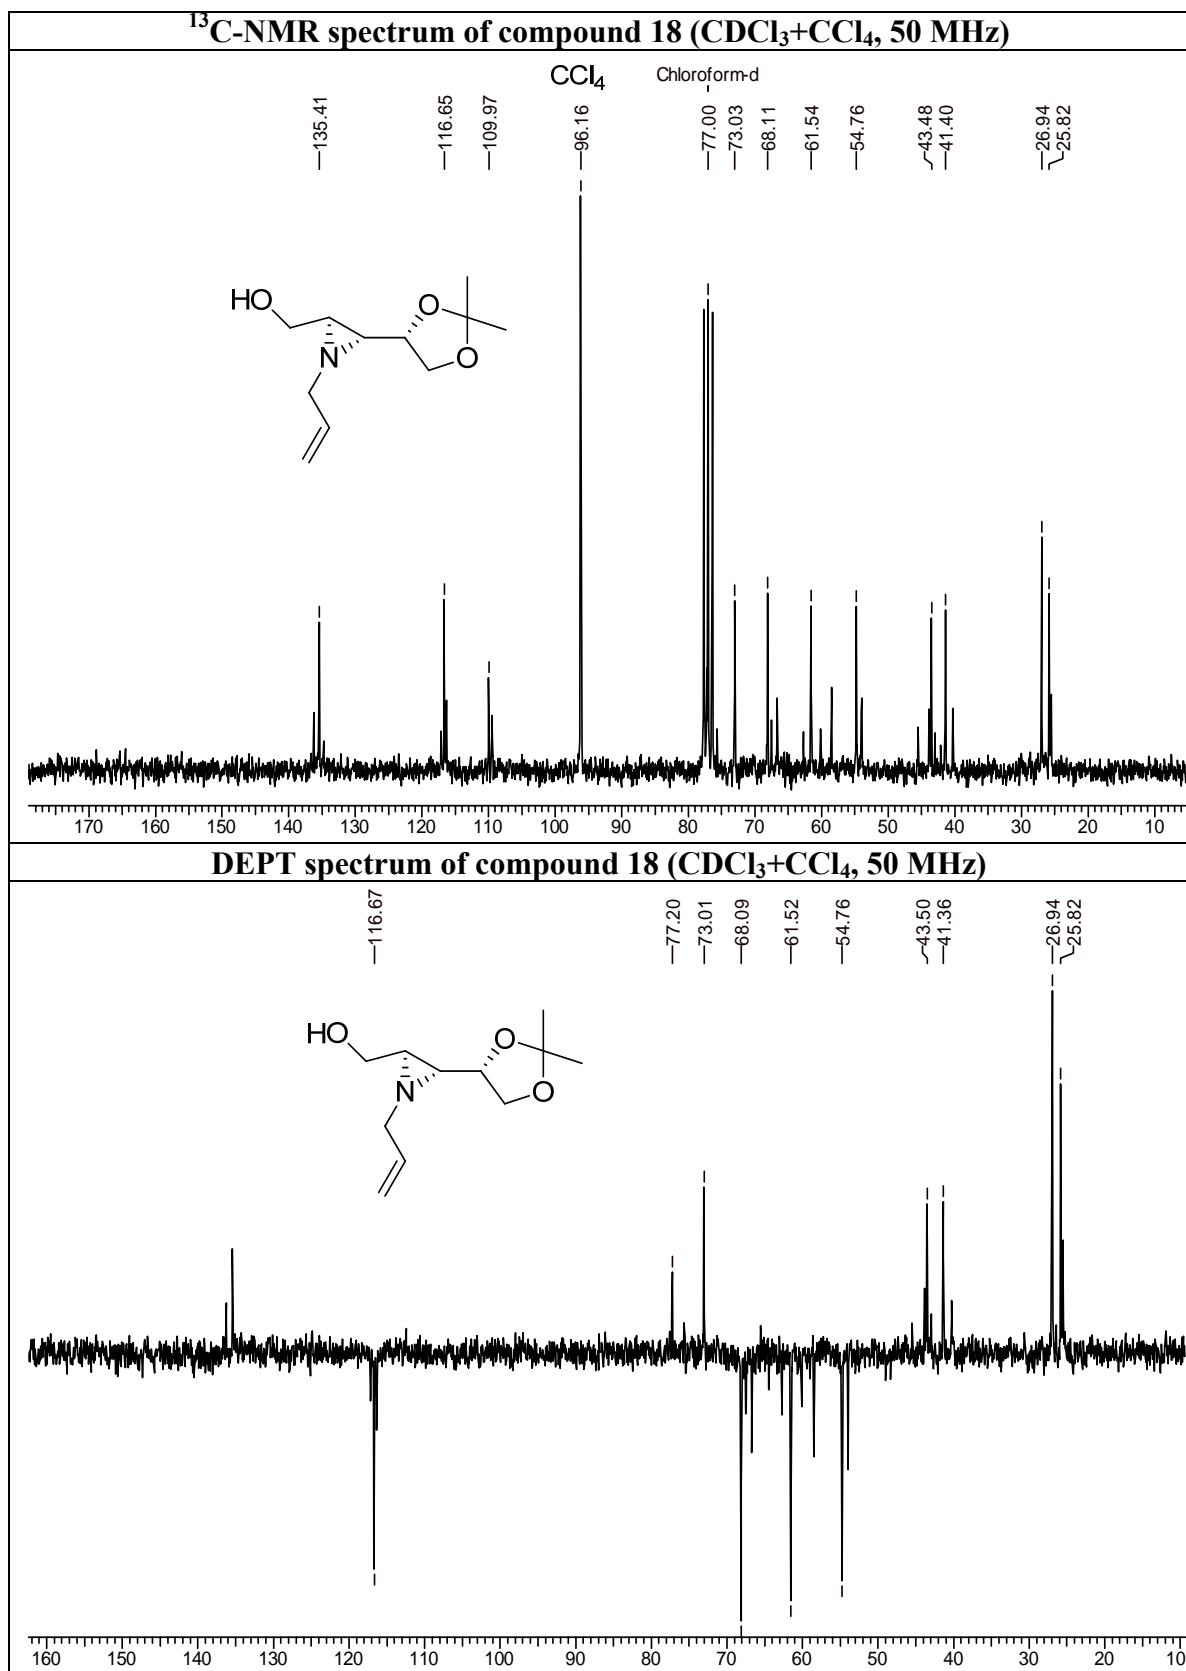 ¹³C-NMR spectrum of compound 18 (CDCl₃+CCl₄, 50 MHz)
CCl₄ Chloroform-d
135.41 116.65 109.97 96.16 77.00 73.03 68.11 61.54 54.76 43.48 41.40 26.94 25.82
HO O
N O
170 160 150 140 130 120 110 100 90 80 70 60 50 40 30 20 10
DEPT spectrum of compound 18 (CDCl₃+CCl₄, 50 MHz)
116.67 77.20 73.01 68.09 61.52 54.76 43.50 41.36 26.94 25.82
HO O
N O
160 150 140 130 120 110 100 90 80 70 60 50 40 30 20 10